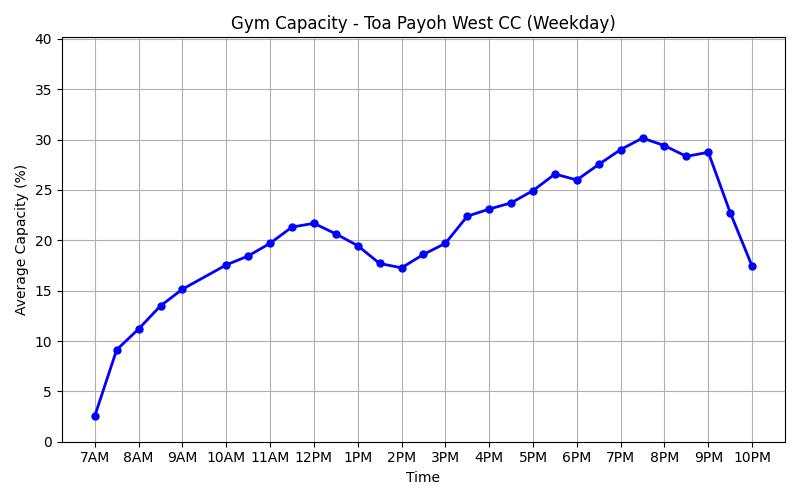 Gym Capacity - Toa Payoh West CC (Weekday)
Average Capacity (%)
40
35
30
25
20
15
10
5
0
7AM 8AM 9AM 10AM 11AM 12PM 1PM 2PM 3PM 4PM 5PM 6PM 7PM 8PM 9PM 10PM
Time